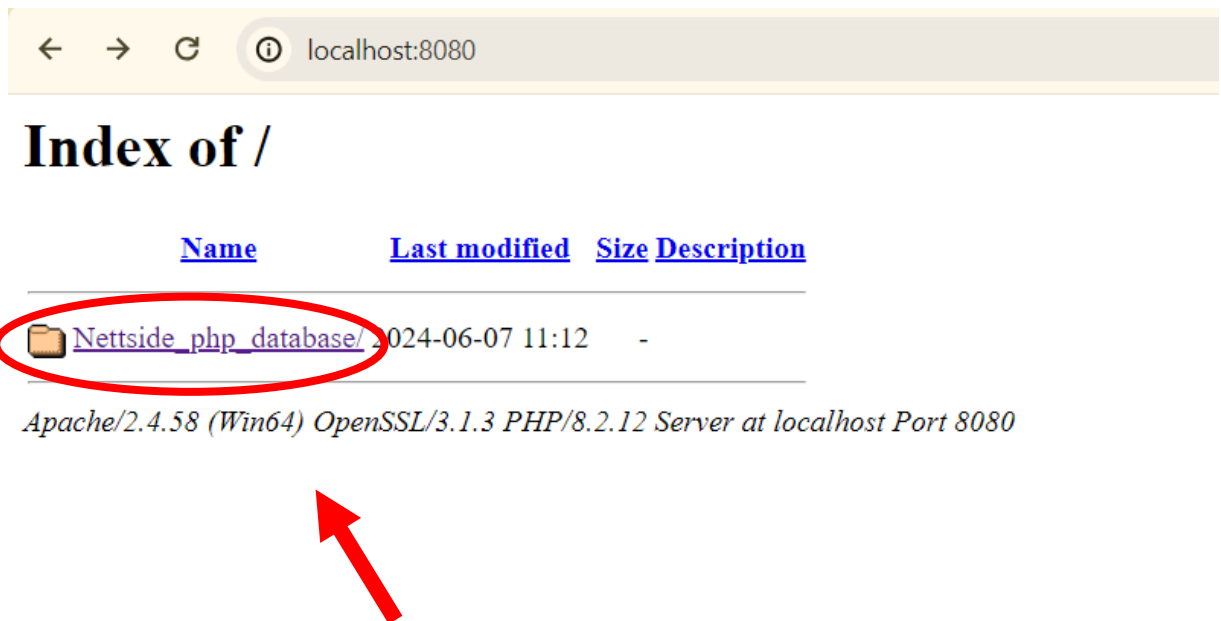 localhost:8080
Index of /
Name Last modified Size Description
Nettside_php_database/ 2024-06-07 11:12 -
Apache/2.4.58 (Win64) OpenSSL/3.1.3 PHP/8.2.12 Server at localhost Port 8080